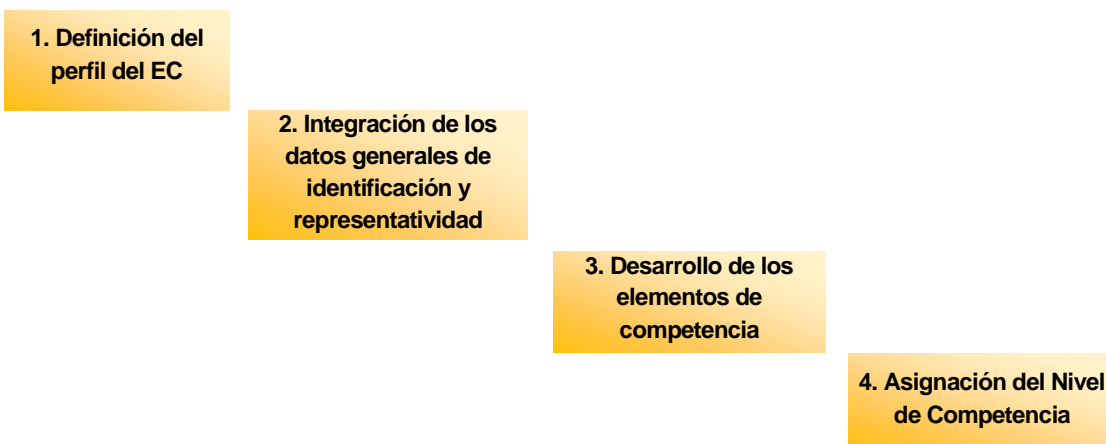 1. Definición del
perfil del EC
2. Integración de los
datos generales de
identificación y
representatividad
3. Desarrollo de los
elementos de
competencia
4. Asignación del Nivel
de Competencia